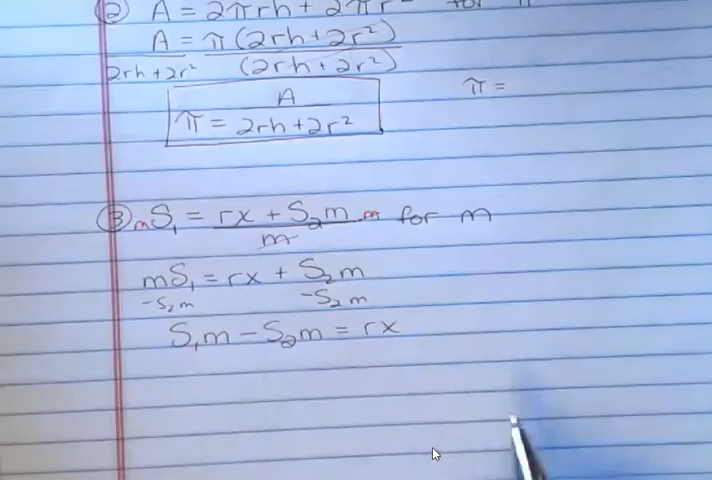 ② A = 2πrh + 2πr² for π
A = π(2rh+2r²)
2rh+2r² (2rh+2r²)
A π =
π = 2rh+2r²
③ mS₁ = rx + S₂m m for m
m
mS₁ = rx + S₂m
-S₂m -S₂m
S₁m - S₂m = rx